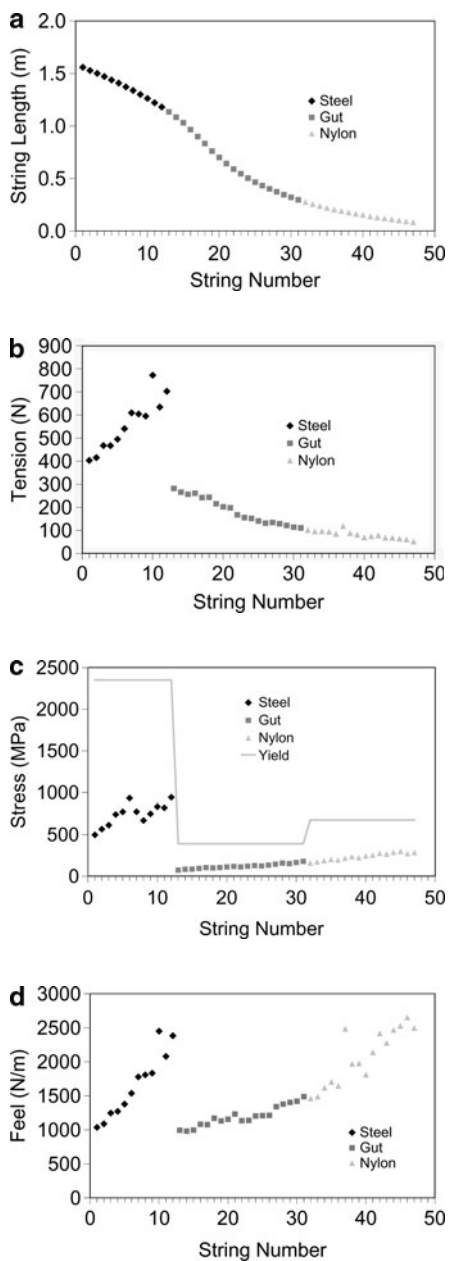 a
String Length (m)
2.0
1.5
1.0
0.5
0.0
Steel
Gut
Nylon
0 10 20 30 40 50
String Number
b
Tension (N)
900
800
700
600
500
400
300
200
100
0
Steel
Gut
Nylon
0 10 20 30 40 50
String Number
c
Stress (MPa)
2500
2000
1500
1000
500
0
Steel
Gut
Nylon
Yield
0 10 20 30 40 50
String Number
d
Feel (N/m)
3000
2500
2000
1500
1000
500
0
Steel
Gut
Nylon
0 10 20 30 40 50
String Number